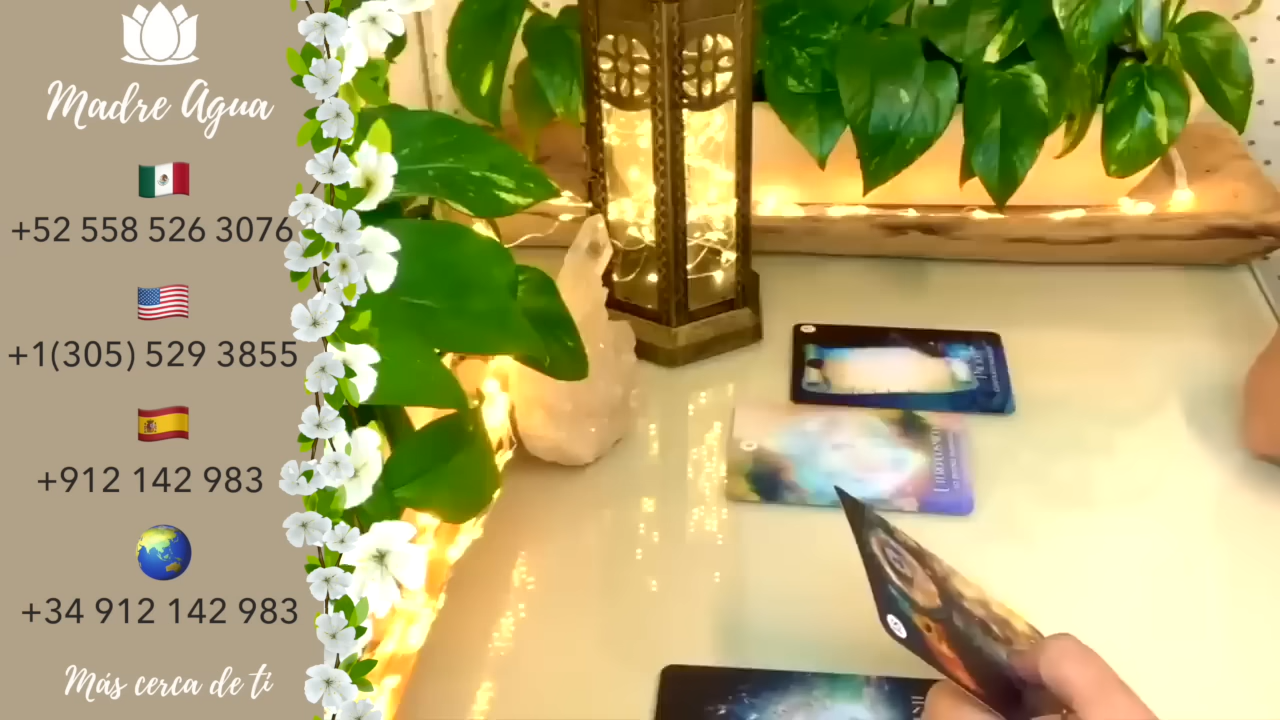 Madre Agua
+52 558 526 3076
+1(305) 529 3855
+912 142 983
+34 912 142 983
Más cerca de ti